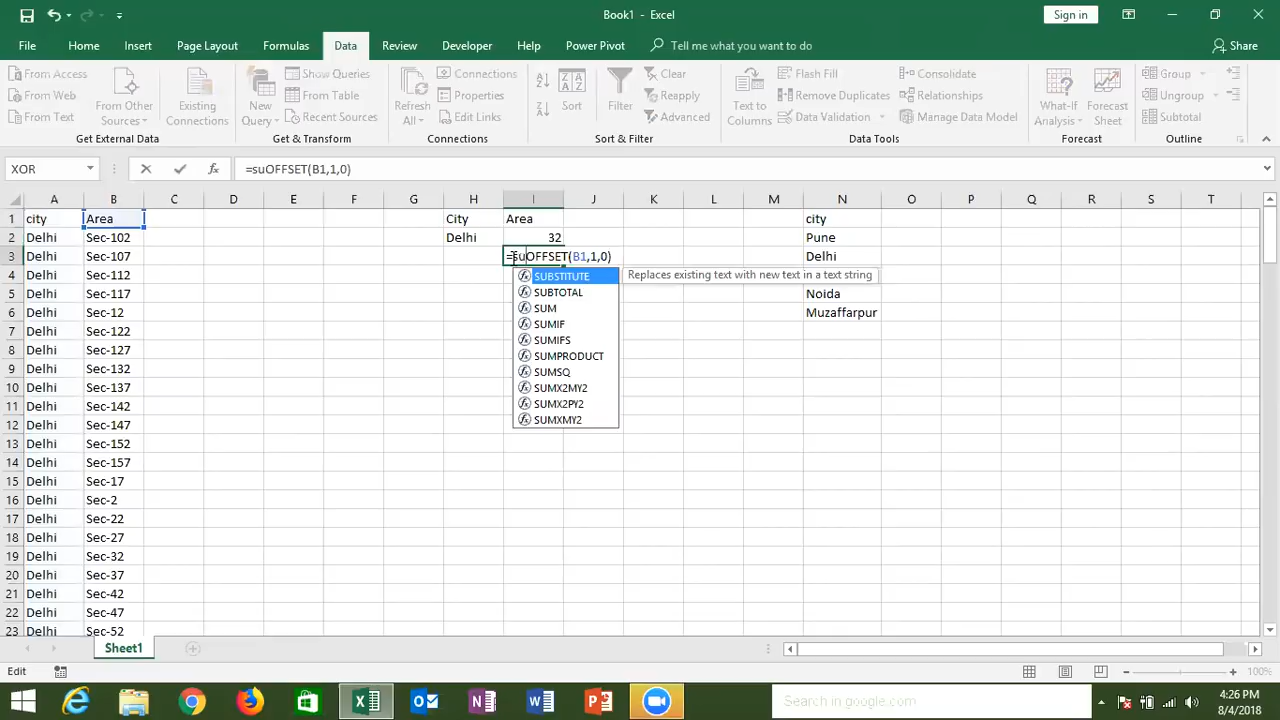 Book1 - Excel
Sign in
File Home Insert Page Layout Formulas Data Review View Developer Help Power Pivot Tell me what you want to do Share
From Access
From Web
From Text
From Other Sources
Existing Connections
Get External Data
New Query
Show Queries
From Table
Recent Sources
Get & Transform
Refresh All
Connections
Properties
Edit Links
Connections
Sort
Filter
Clear
Reapply
Advanced
Sort & Filter
Text to Columns
Flash Fill
Remove Duplicates
Data Validation
Consolidate
Relationships
Manage Data Model
Data Tools
What-If Analysis
Forecast Sheet
Forecast
Group
Ungroup
Subtotal
Outline
XOR fx =suOFFSET(B1,1,0)
A B C D E F G H I J K L M N O P Q R S T
1 city Area City Area city
2 Delhi Sec-102 Delhi 32 Pune
3 Delhi Sec-107 =suOFFSET(B1,1,0) Delhi
4 Delhi Sec-112
5 Delhi Sec-117 Noida
6 Delhi Sec-12 Muzaffarpur
7 Delhi Sec-122
8 Delhi Sec-127
9 Delhi Sec-132
10 Delhi Sec-137
11 Delhi Sec-142
12 Delhi Sec-147
13 Delhi Sec-152
14 Delhi Sec-157
15 Delhi Sec-17
16 Delhi Sec-2
17 Delhi Sec-22
18 Delhi Sec-27
19 Delhi Sec-32
20 Delhi Sec-37
21 Delhi Sec-42
22 Delhi Sec-47
23 Delhi Sec-52
SUBSTITUTE Replaces existing text with new text in a text string
SUBTOTAL
SUM
SUMIF
SUMIFS
SUMPRODUCT
SUMSQ
SUMX2MY2
SUMX2PY2
SUMXMY2
Sheet1
Edit 100%
Search in google.com
4:26 PM
8/4/2018